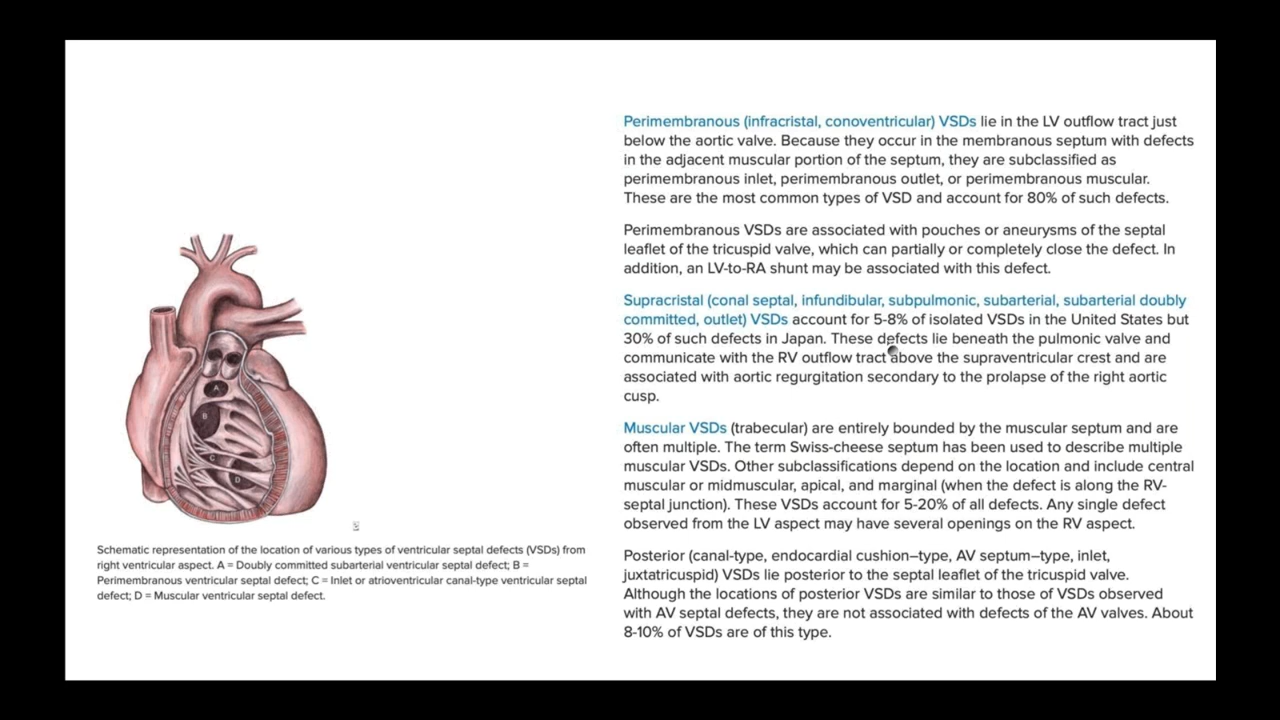 Perimembranous (infracristal, conoventricular) VSDs lie in the LV outflow tract just
below the aortic valve. Because they occur in the membranous septum with defects
in the adjacent muscular portion of the septum, they are subclassified as
perimembranous inlet, perimembranous outlet, or perimembranous muscular.
These are the most common types of VSD and account for 80% of such defects.
Perimembranous VSDs are associated with pouches or aneurysms of the septal
leaflet of the tricuspid valve, which can partially or completely close the defect. In
addition, an LV-to-RA shunt may be associated with this defect.
Supracristal (conal septal, infundibular, subpulmonic, subarterial, subarterial doubly
committed, outlet) VSDs account for 5-8% of isolated VSDs in the United States but
30% of such defects in Japan. These defects lie beneath the pulmonic valve and
communicate with the RV outflow tract above the supraventricular crest and are
associated with aortic regurgitation secondary to the prolapse of the right aortic
cusp.
Muscular VSDs (trabecular) are entirely bounded by the muscular septum and are
often multiple. The term Swiss-cheese septum has been used to describe multiple
muscular VSDs. Other subclassifications depend on the location and include central
muscular or midmuscular, apical, and marginal (when the defect is along the RV-
septal junction). These VSDs account for 5-20% of all defects. Any single defect
observed from the LV aspect may have several openings on the RV aspect.
Posterior (canal-type, endocardial cushion–type, AV septum–type, inlet,
juxtatricuspid) VSDs lie posterior to the septal leaflet of the tricuspid valve.
Although the locations of posterior VSDs are similar to those of VSDs observed
with AV septal defects, they are not associated with defects of the AV valves. About
8-10% of VSDs are of this type.
A
B
C
D
Schematic representation of the location of various types of ventricular septal defects (VSDs) from
right ventricular aspect. A = Doubly committed subarterial ventricular septal defect; B =
Perimembranous ventricular septal defect; C = Inlet or atrioventricular canal-type ventricular septal
defect; D = Muscular ventricular septal defect.